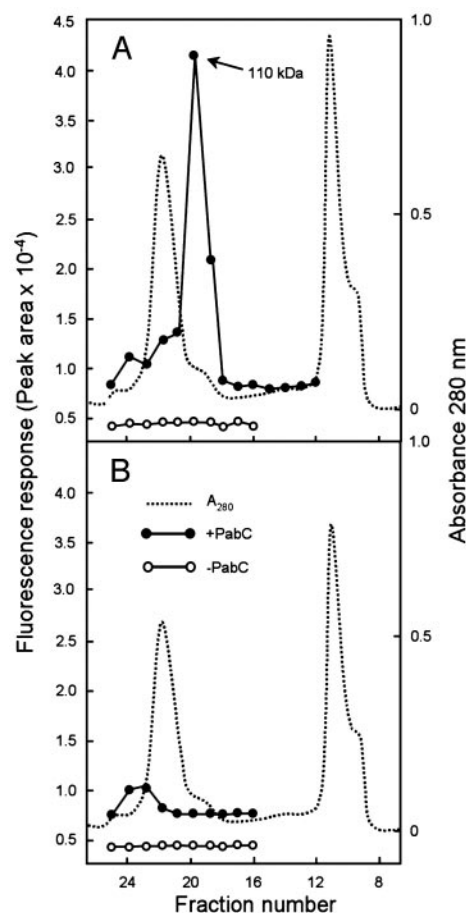 A
110 kDa
4.5
4.0
3.5
3.0
2.5
2.0
1.5
1.0
0.5
1.0
0.5
0
B
A280
+PabC
-PabC
4.0
3.5
3.0
2.5
2.0
1.5
1.0
0.5
1.0
0.5
0
24 20 16 12 8
Fraction number
Fluorescence response (Peak area x 10-4)
Absorbance 280 nm